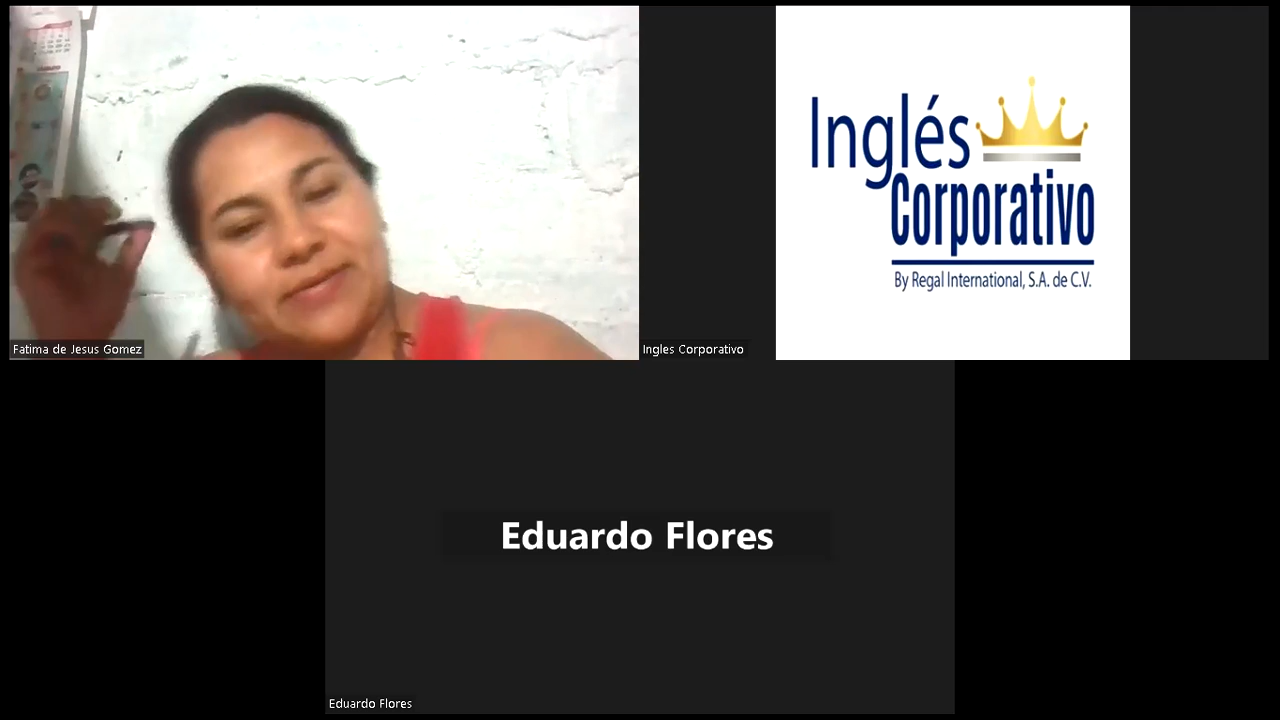 Inglés
Corporativo
By Regal International, S.A. de C.V.
Fatima de Jesus Gomez
Ingles Corporativo
Eduardo Flores
Eduardo Flores